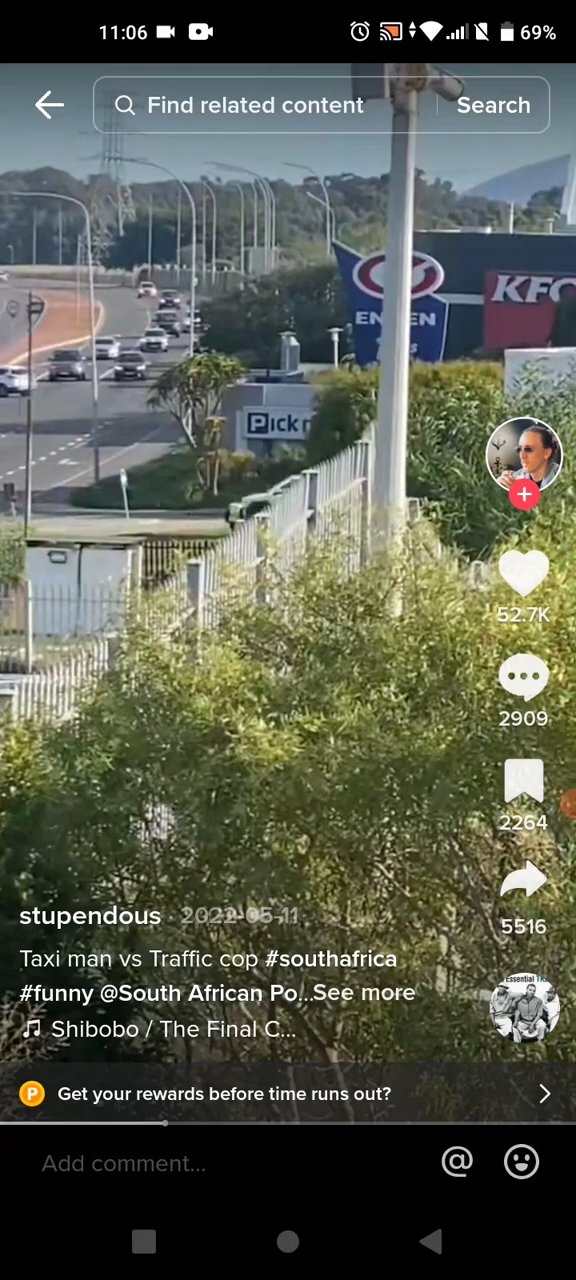 11:06
69%
Find related content
Search
KFC
ENGEN
Pick n
52.7K
2909
2264
5516
stupendous · 2022-05-11
Taxi man vs Traffic cop #southafrica
#funny @South African Po...See more
Shibobo / The Final C...
P Get your rewards before time runs out?
Add comment...